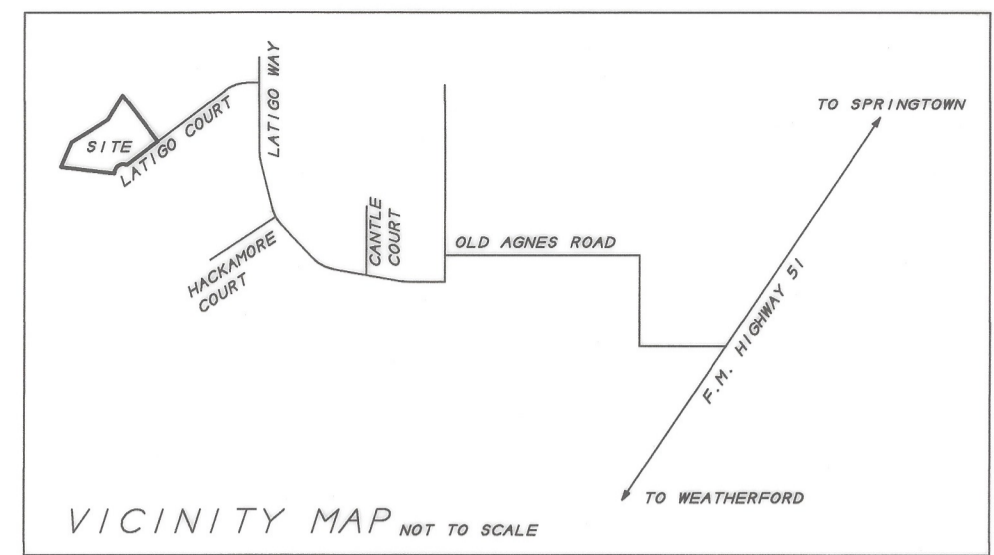 TO SPRINGTOWN
LATIGO WAY
LATIGO COURT
SITE
CANTLE
COURT
OLD AGNES ROAD
HACKAMORE
COURT
F.M. HIGHWAY 51
TO WEATHERFORD
VICINITY MAP NOT TO SCALE